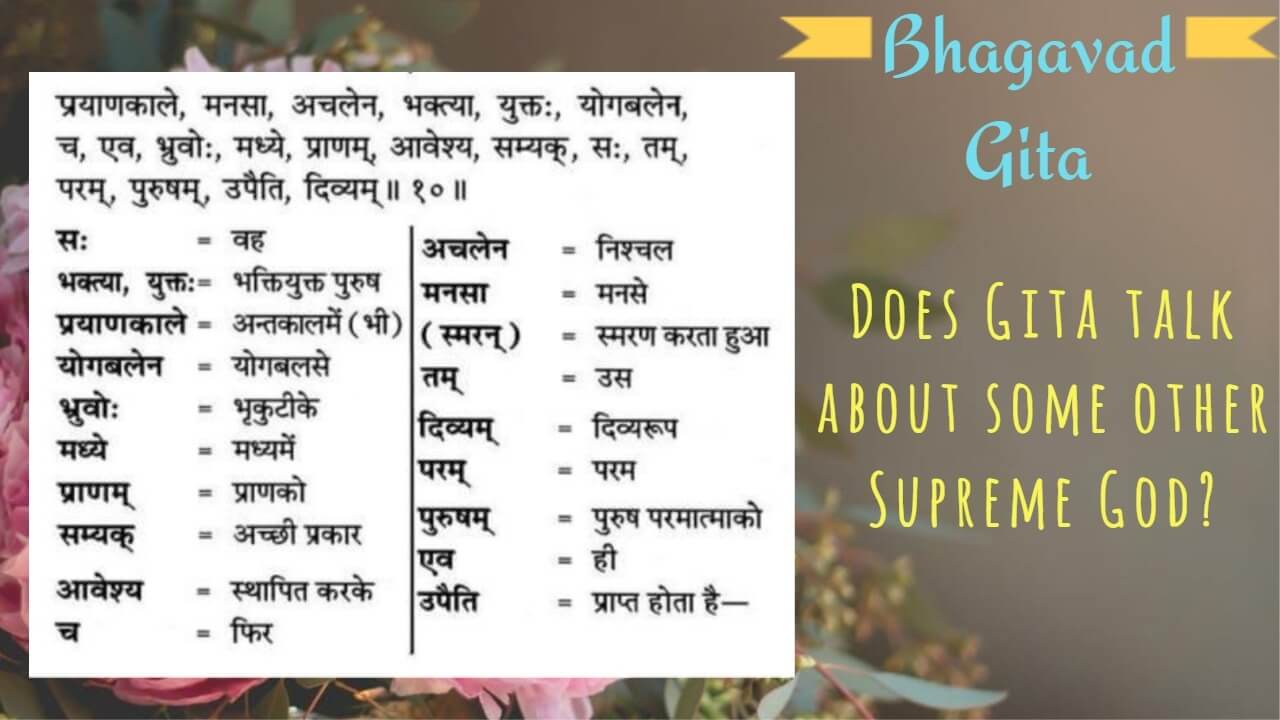 प्रयाणकाले, मनसा, अचलेन, भक्त्या, युक्तः, योगबलेन,
च, एव, भ्रुवोः, मध्ये, प्राणम्, आवेश्य, सम्यक्, सः, तम्,
परम्, पुरुषम्, उपैति, दिव्यम्॥ १०॥
सः = वह
भक्त्या, युक्तः= भक्तियुक्त पुरुष
प्रयाणकाले = अन्तकालमें (भी)
योगबलेन = योगबलसे
भ्रुवोः = भृकुटीके
मध्ये = मध्यमें
प्राणम् = प्राणको
सम्यक् = अच्छी प्रकार
आवेश्य = स्थापित करके
च = फिर
अचलेन = निश्चल
मनसा = मनसे
(स्मरन्) = स्मरण करता हुआ
तम् = उस
दिव्यम् = दिव्यरूप
परम् = परम
पुरुषम् = पुरुष परमात्माको
एव = ही
उपैति = प्राप्त होता है—
Bhagavad
Gita
Does Gita talk
about some other
Supreme God?